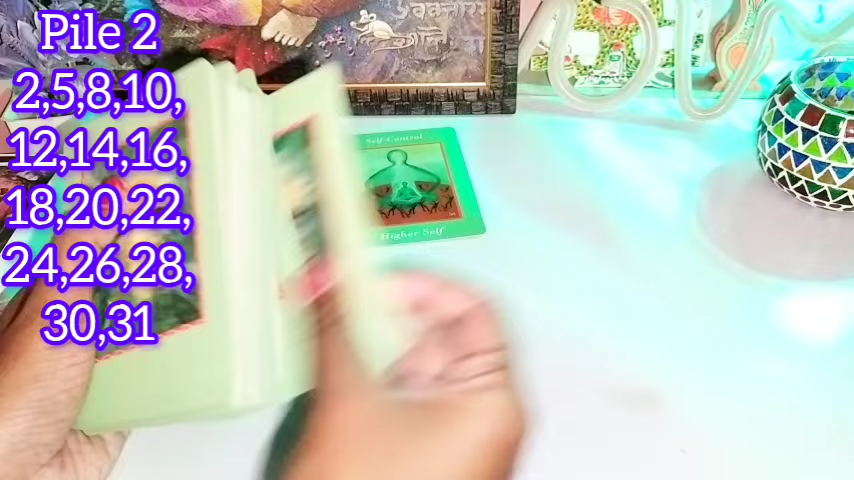 Pile 2
2,5,8,10,
12,14,16,
18,20,22,
24,26,28,
30,31
Self Control
Higher Self